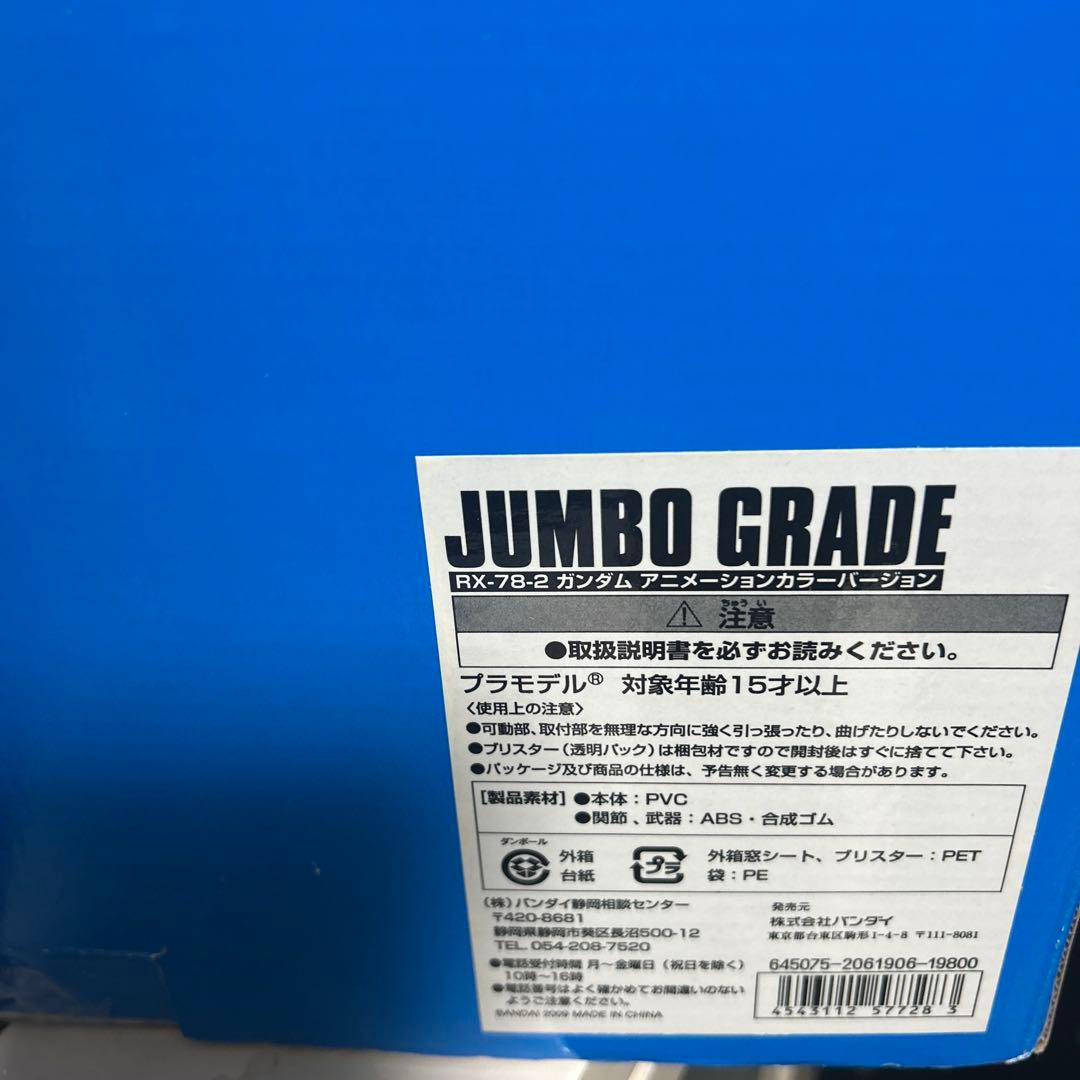 JUMBO GRADE
RX-78-2 ガンダム アニメーションカラーバージョン
ちゅう い
⚠ 注意
●取扱説明書を必ずお読みください。
プラモデル® 対象年齢15才以上
〈使用上の注意〉
●可動部、取付部を無理な方向に強く引っ張ったり、曲げたりしないでください。
●ブリスター（透明パック）は梱包材ですので開封後はすぐに捨てて下さい。
●パッケージ及び商品の仕様は、予告無く変更する場合があります。
[製品素材] ●本体：PVC
●関節、武器：ABS・合成ゴム
ダンボール
外箱
台紙
プラ
外箱窓シート、ブリスター：PET
袋：PE
（株）バンダイ静岡相談センター
〒420-8681
静岡県静岡市葵区長沼500-12
TEL. 054-208-7520
●電話受付時間 月〜金曜日（祝日を除く）
10時〜16時
●電話番号はよく確かめてお間違いのない
ようご注意ください。
BANDAI 2009 MADE IN CHINA
発売元
株式会社バンダイ
東京都台東区駒形1-4-8 〒111-8081
645075-2061906-19800
4543112 57728 3